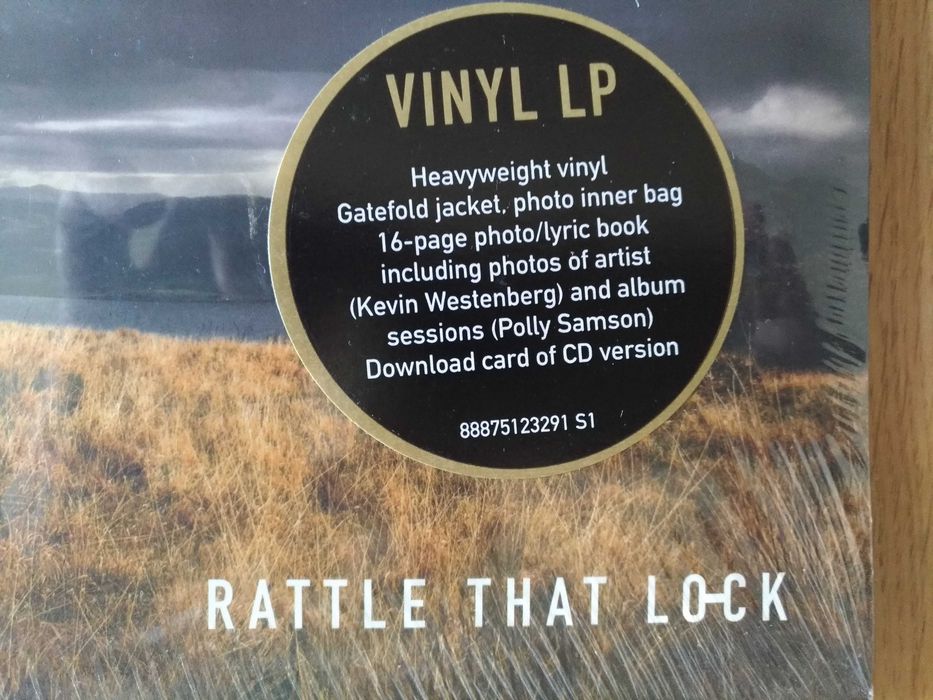 VINYL LP
Heavyweight vinyl
Gatefold jacket, photo inner bag
16-page photo/lyric book
including photos of artist
(Kevin Westenberg) and album
sessions (Polly Samson)
Download card of CD version
88875123291 S1
RATTLE THAT LOCK